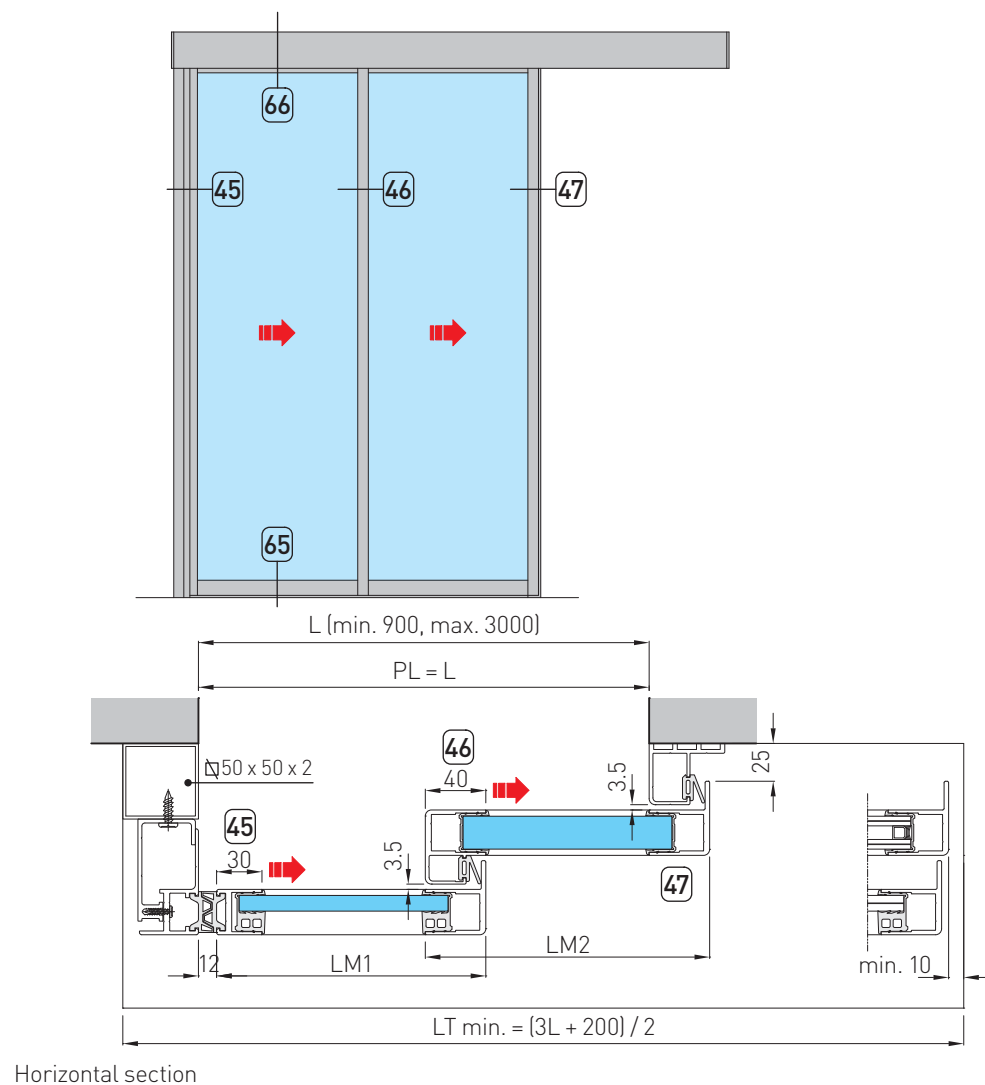 66
45
46
47
65
L (min. 900, max. 3000)
PL = L
50 x 50 x 2
46
40
3.5
25
45
30
3.5
47
12
LM1
LM2
min. 10
LT min. = (3L + 200) / 2
Horizontal section